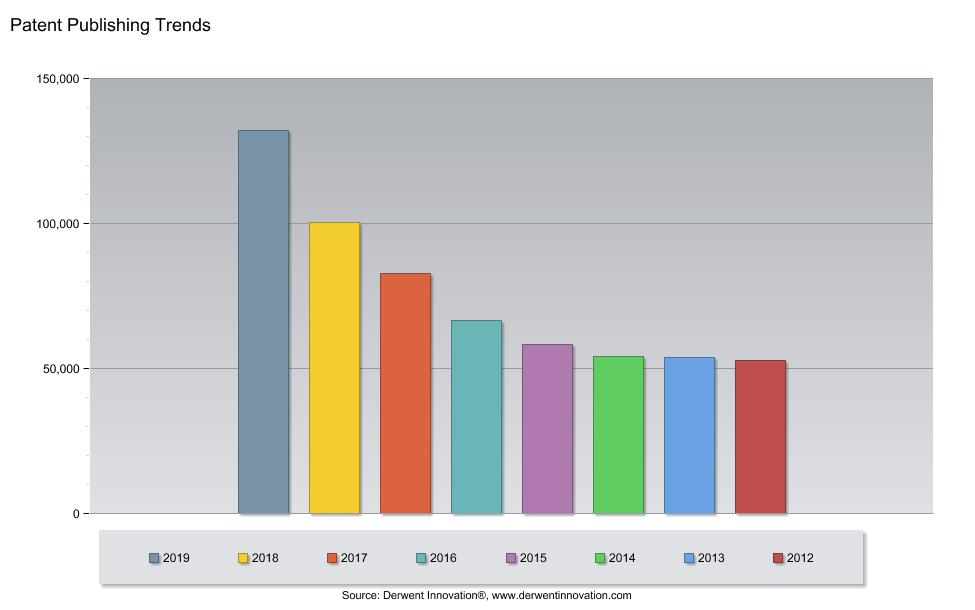 Patent Publishing Trends
150,000
100,000
50,000
0
2019 2018 2017 2016 2015 2014 2013 2012
Source: Derwent Innovation®, www.derwentinnovation.com